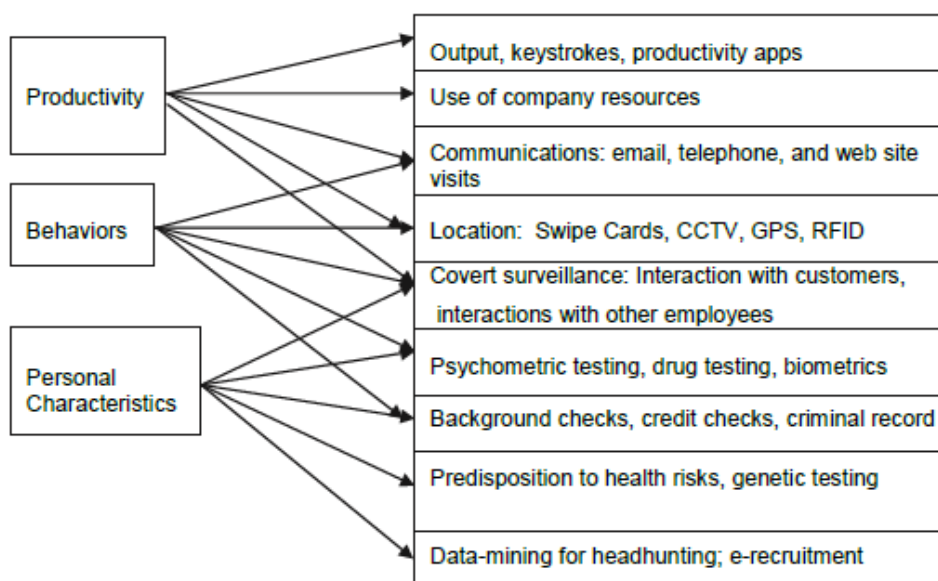 Productivity
Behaviors
Personal
Characteristics
Output, keystrokes, productivity apps
Use of company resources
Communications: email, telephone, and web site
visits
Location:  Swipe Cards, CCTV, GPS, RFID
Covert surveillance: Interaction with customers,
interactions with other employees
Psychometric testing, drug testing, biometrics
Background checks, credit checks, criminal record
Predisposition to health risks, genetic testing
Data-mining for headhunting; e-recruitment